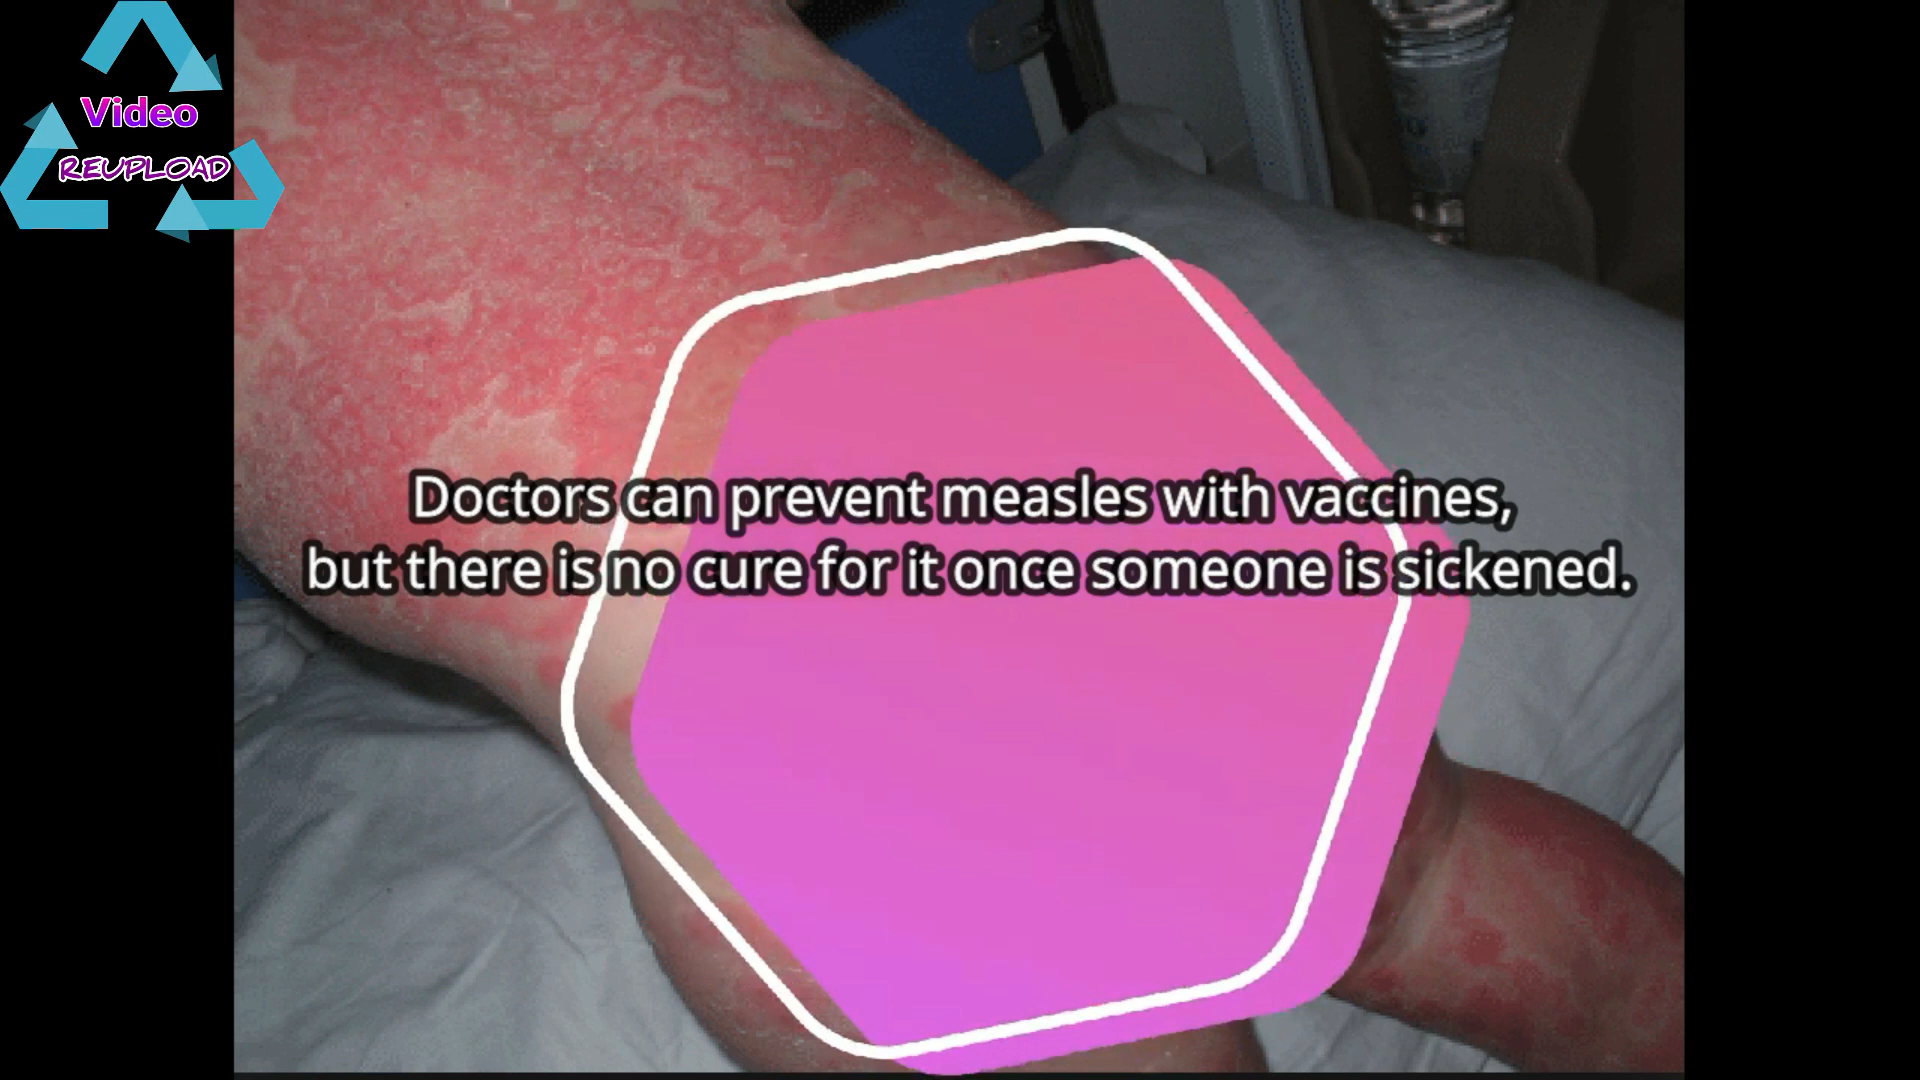 Video
REUPLOAD
Doctors can prevent measles with vaccines,
but there is no cure for it once someone is sickened.